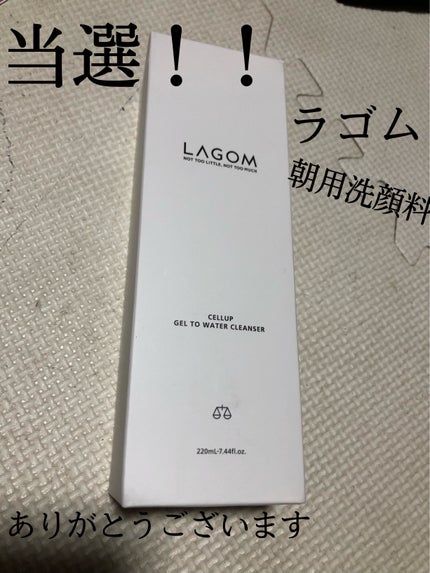 当選！！
ラゴム
朝用洗顔料
LAGOM
NOT TOO LITTLE, NOT TOO MUCH
CELLUP
GEL TO WATER CLEANSER
220mL·7.44fl.oz.
ありがとうございます